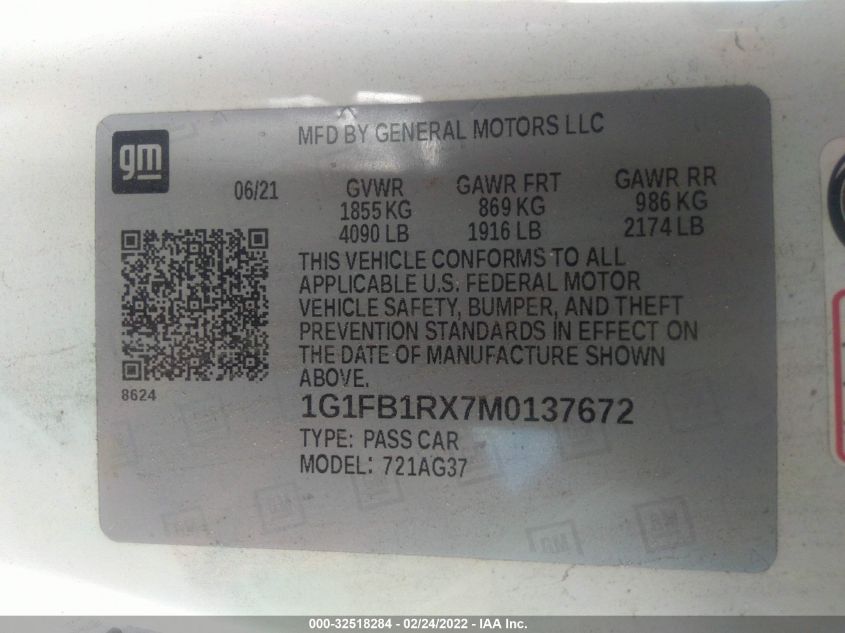 gm
MFD BY GENERAL MOTORS LLC
06/21 GVWR GAWR FRT GAWR RR
1855 KG 869 KG 986 KG
4090 LB 1916 LB 2174 LB
THIS VEHICLE CONFORMS TO ALL
APPLICABLE U.S. FEDERAL MOTOR
VEHICLE SAFETY, BUMPER, AND THEFT
PREVENTION STANDARDS IN EFFECT ON
THE DATE OF MANUFACTURE SHOWN
ABOVE.
8624
1G1FB1RX7M0137672
TYPE: PASS CAR
MODEL: 721AG37
GM
GM
000-32518284 - 02/24/2022 - IAA, Inc.